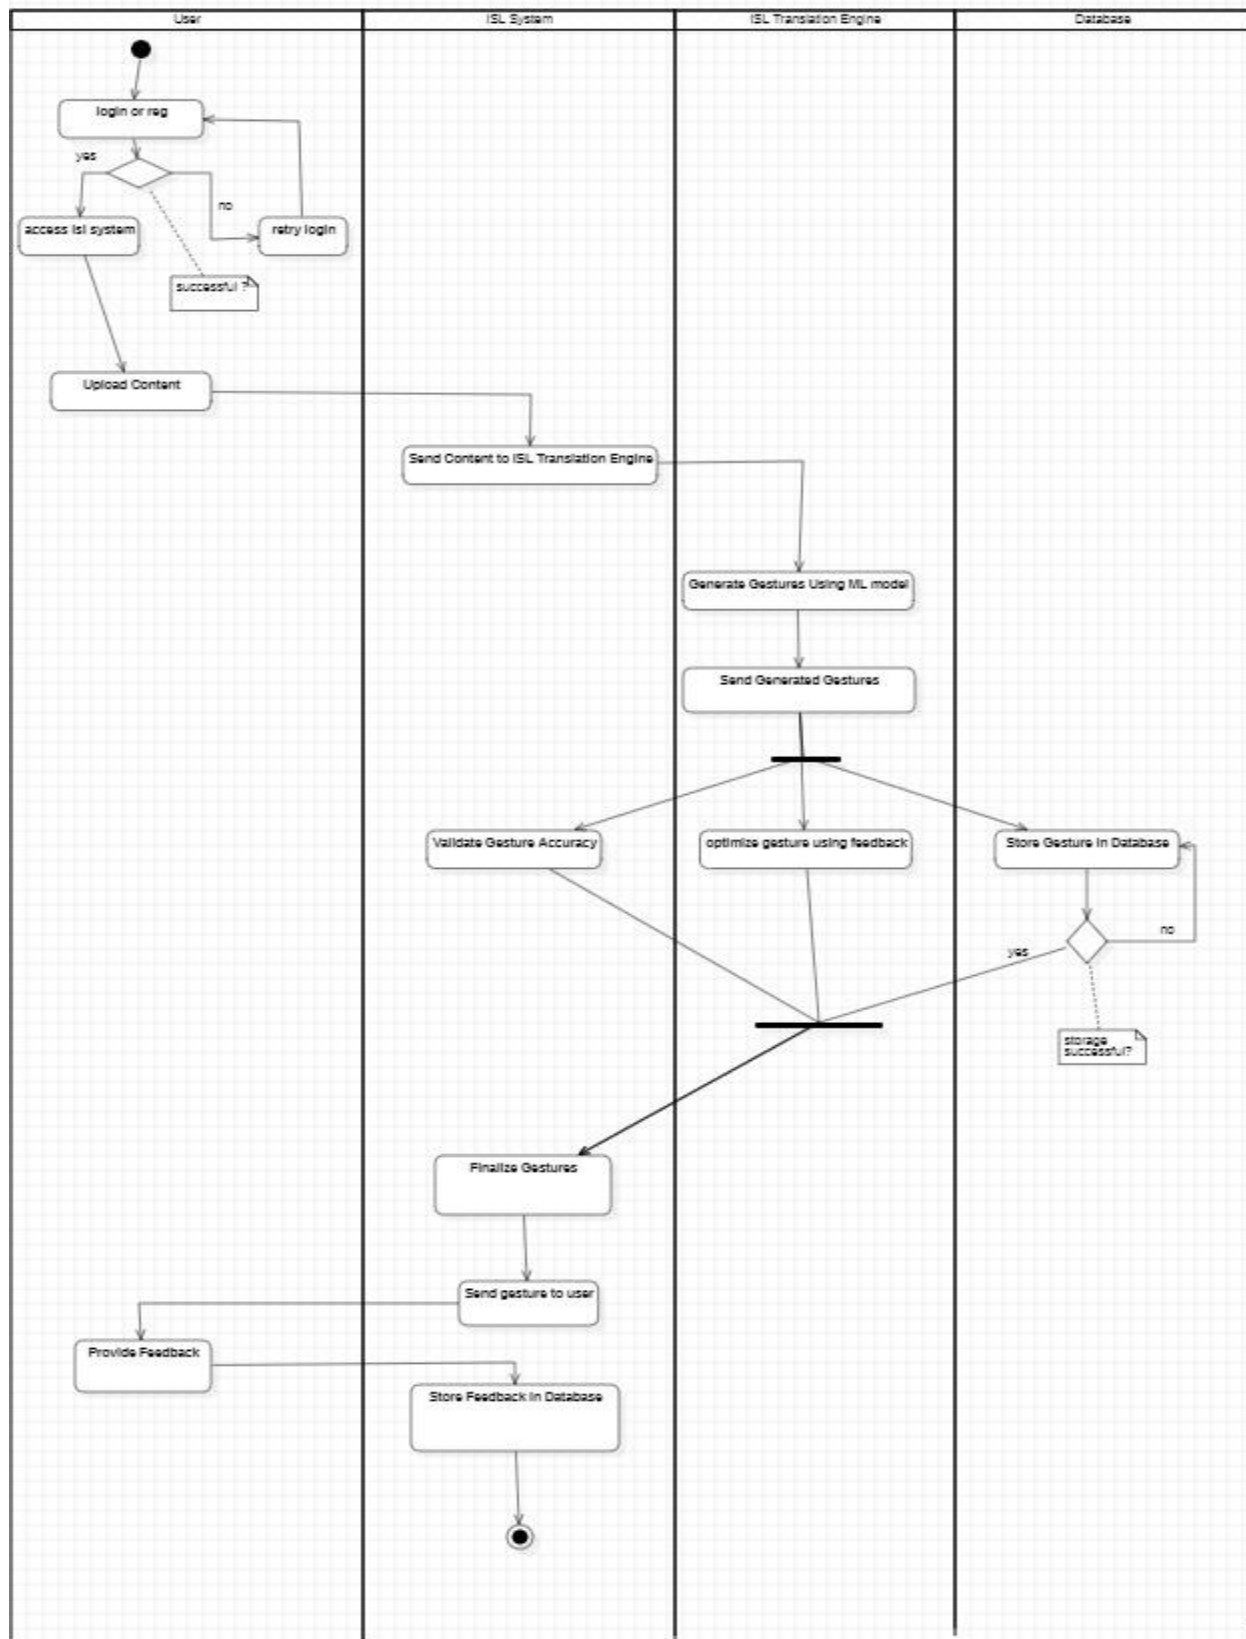 User
ISL System
ISL Translation Engine
Database
login or reg
yes
no
access isl system
retry login
successful ?
Upload Content
Send Content to ISL Translation Engine
Generate Gestures Using ML model
Send Generated Gestures
Validate Gesture Accuracy
optimize gesture using feedback
Store Gesture in Database
no
yes
storage
successful?
Finalize Gestures
Send gesture to user
Provide Feedback
Store Feedback in Database